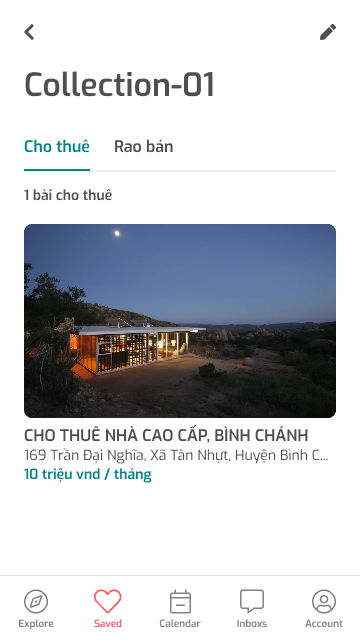 Collection-01
Cho thuê Rao bán
1 bài cho thuê
CHO THUÊ NHÀ CAO CẤP, BÌNH CHÁNH
169 Trần Đại Nghĩa, Xã Tân Nhựt, Huyện Bình C...
10 triệu vnd / tháng
Explore Saved Calendar Inboxs Account